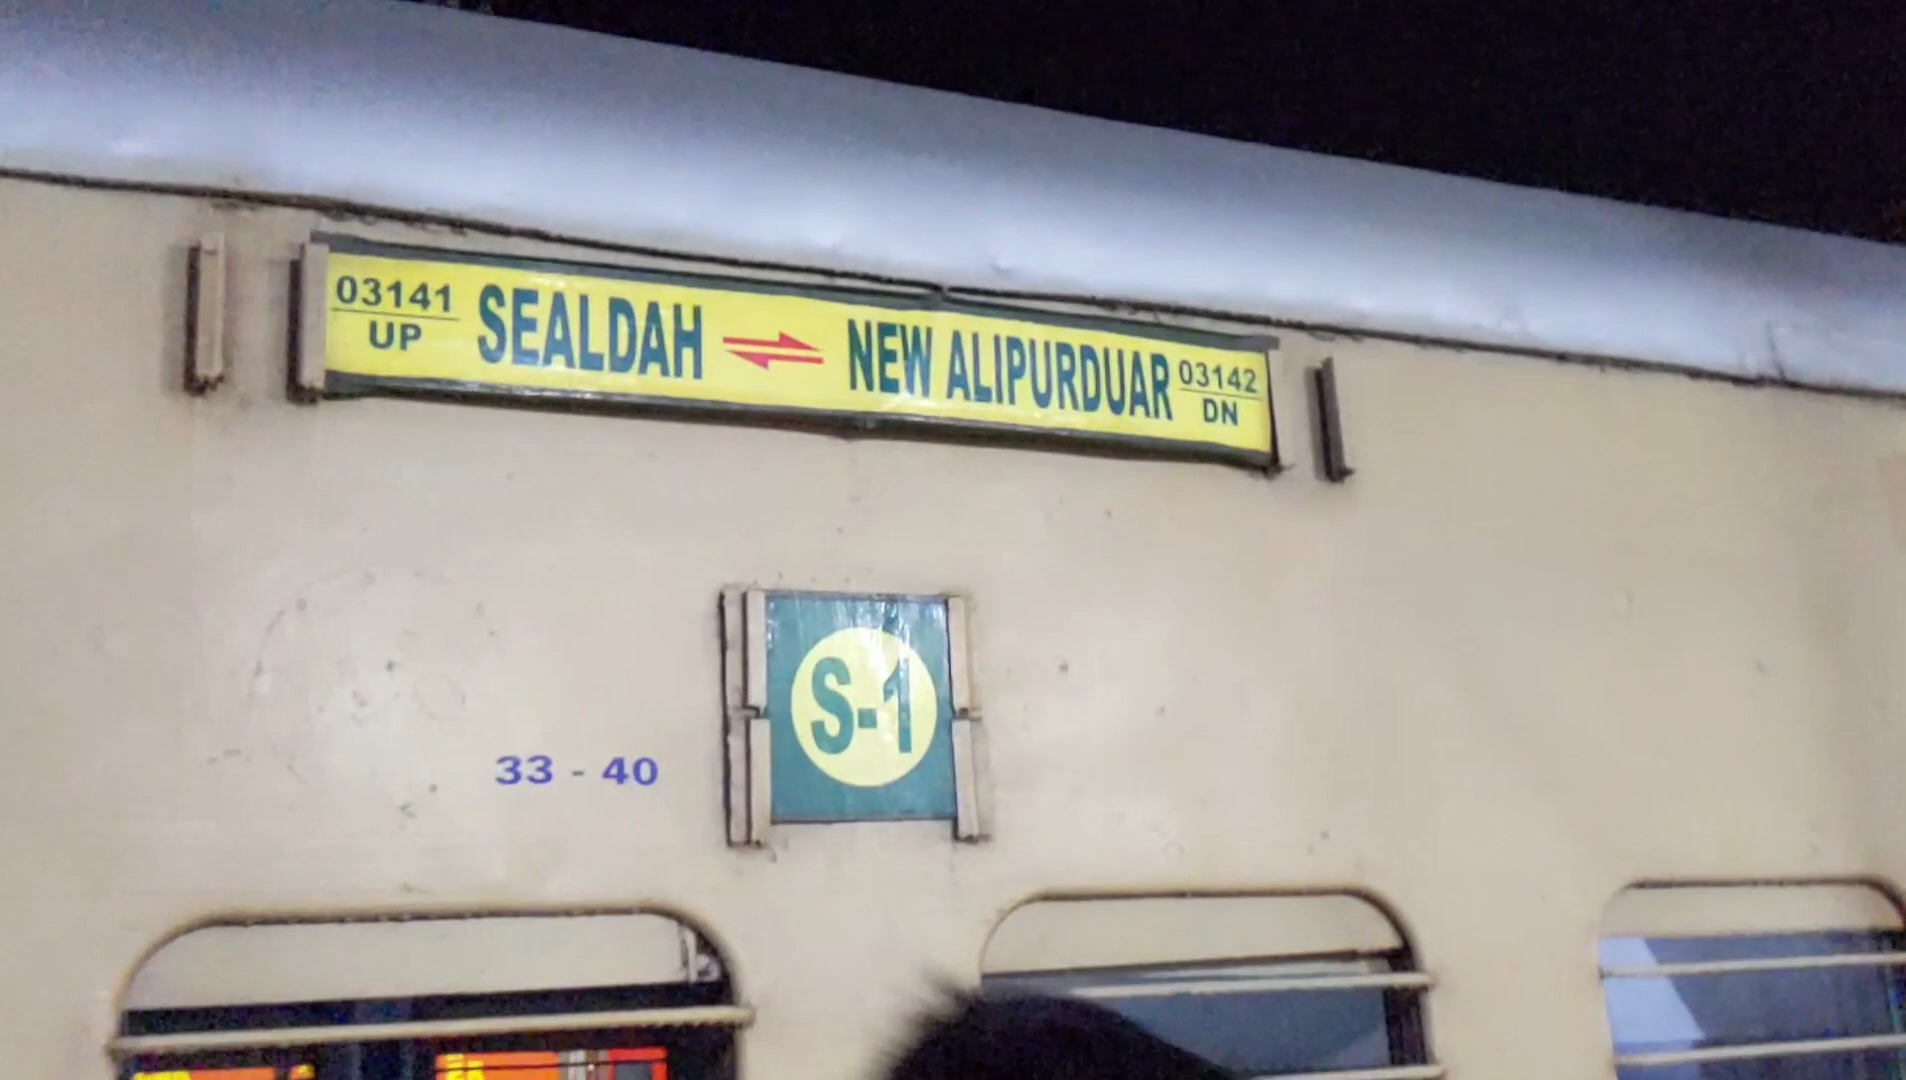 03141
UP
SEALDAH
NEW ALIPURDUAR
03142
DN
S-1
33 - 40